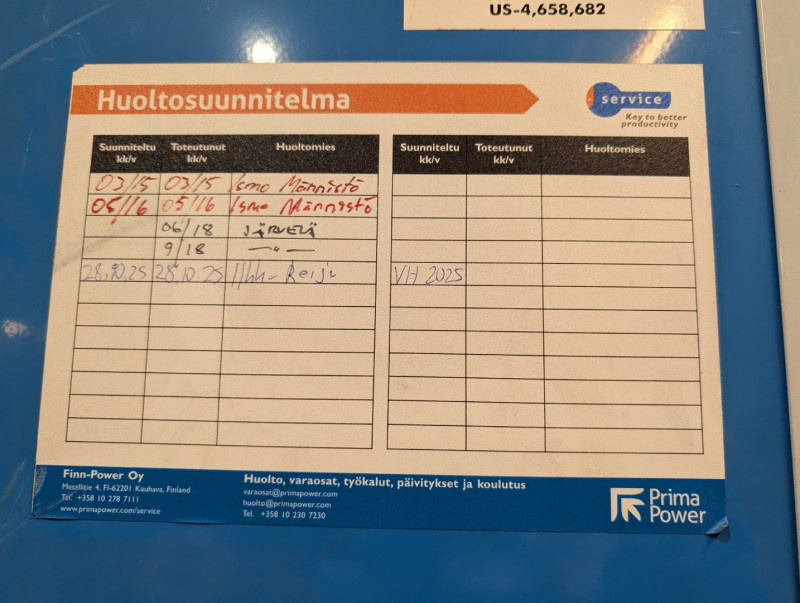 US-4,658,682
Huoltosuunnitelma
service
Key to better
productivity
Suunniteltu kk/v Toteutunut kk/v Huoltomies
Suunniteltu kk/v Toteutunut kk/v Huoltomies
03/15 03/15 Ismo Männistö
05/16 05/16 Ismo Männistö
06/18 JÄRVELÄ
9/18 —"—
28.10.25 28.10.25 Reijo VH 2025
Finn-Power Oy
Metallitie 4, FI-62201 Kauhava, Finland
Tel. +358 10 278 7111
www.primapower.com/service
Huolto, varaosat, työkalut, päivitykset ja koulutus
varaosat@primapower.com
huolto@primapower.com
Tel. +358 10 230 7230
Prima
Power